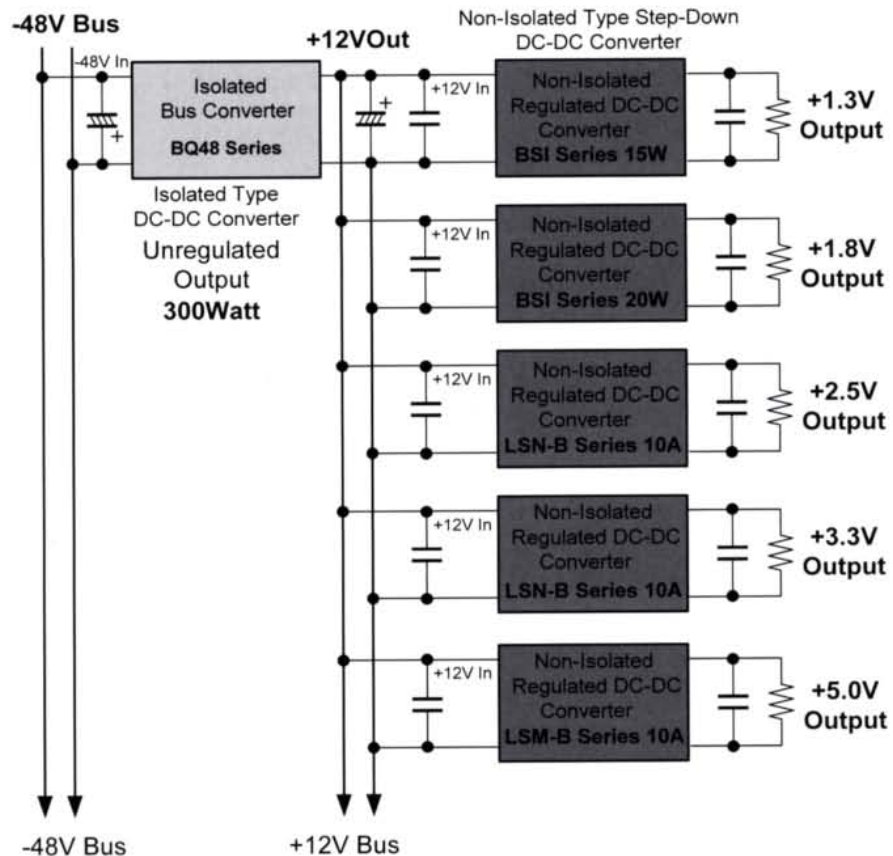 -48V Bus
-48V In
Isolated
Bus Converter
BQ48 Series
Isolated Type
DC-DC Converter
Unregulated
Output
300Watt
+12VOut
+
+
Non-Isolated Type Step-Down
DC-DC Converter
+12V In
Non-Isolated
Regulated DC-DC
Converter
BSI Series 15W
+1.3V
Output
+12V In
Non-Isolated
Regulated DC-DC
Converter
BSI Series 20W
+1.8V
Output
+12V In
Non-Isolated
Regulated DC-DC
Converter
LSN-B Series 10A
+2.5V
Output
+12V In
Non-Isolated
Regulated DC-DC
Converter
LSN-B Series 10A
+3.3V
Output
+12V In
Non-Isolated
Regulated DC-DC
Converter
LSM-B Series 10A
+5.0V
Output
-48V Bus
+12V Bus